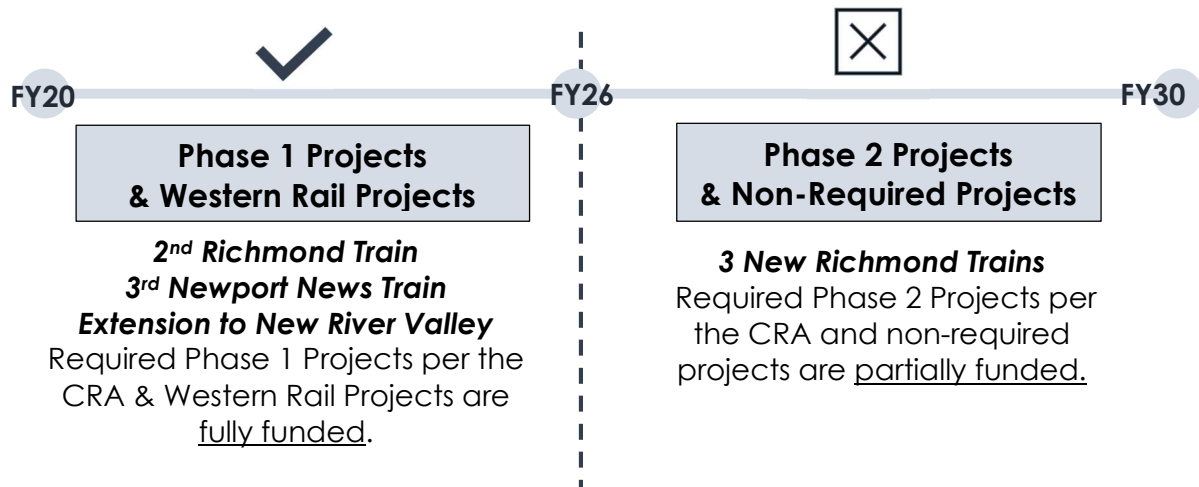 FY20
FY26
FY30
Phase 1 Projects
& Western Rail Projects
2nd Richmond Train
3rd Newport News Train
Extension to New River Valley
Required Phase 1 Projects per the
CRA & Western Rail Projects are
fully funded.
Phase 2 Projects
& Non-Required Projects
3 New Richmond Trains
Required Phase 2 Projects per
the CRA and non-required
projects are partially funded.